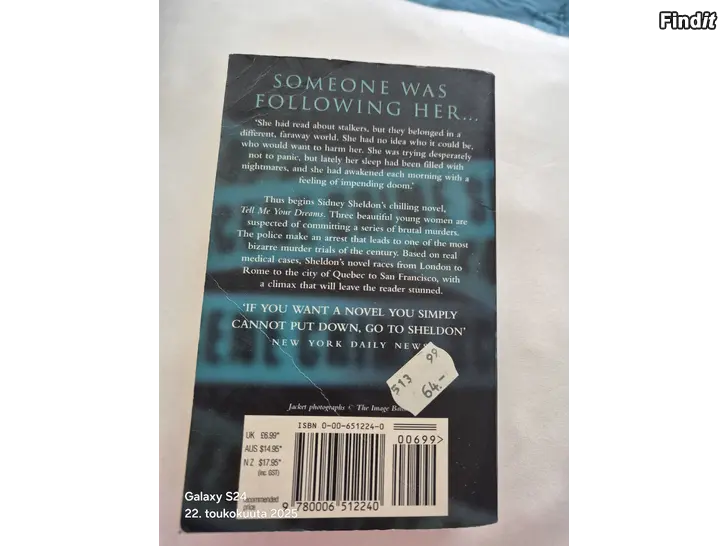 Findit
SOMEONE WAS
FOLLOWING HER...
'She had read about stalkers, but they belonged in a
different, faraway world. She had no idea who it could be,
who would want to harm her. She was trying desperately
not to panic, but lately her sleep had been filled with
nightmares, and she had awakened each morning with a
feeling of impending doom.'
Thus begins Sidney Sheldon's chilling novel,
Tell Me Your Dreams. Three beautiful young women are
suspected of committing a series of brutal murders.
The police make an arrest that leads to one of the most
bizarre murder trials of the century. Based on real
medical cases, Sheldon's novel races from London to
Rome to the city of Quebec to San Francisco, with
a climax that will leave the reader stunned.
'IF YOU WANT A NOVEL YOU SIMPLY
CANNOT PUT DOWN, GO TO SHELDON'
NEW YORK DAILY NEWS
513 99
64.-
Jacket photographs © The Image
ISBN 0-00-651224-0
UK £6.99*
AUS $14.95*
NZ $17.95*
(inc. GST)
*recommended
price
00699>
9 780006 512240
Galaxy S24
22. toukokuuta 2025